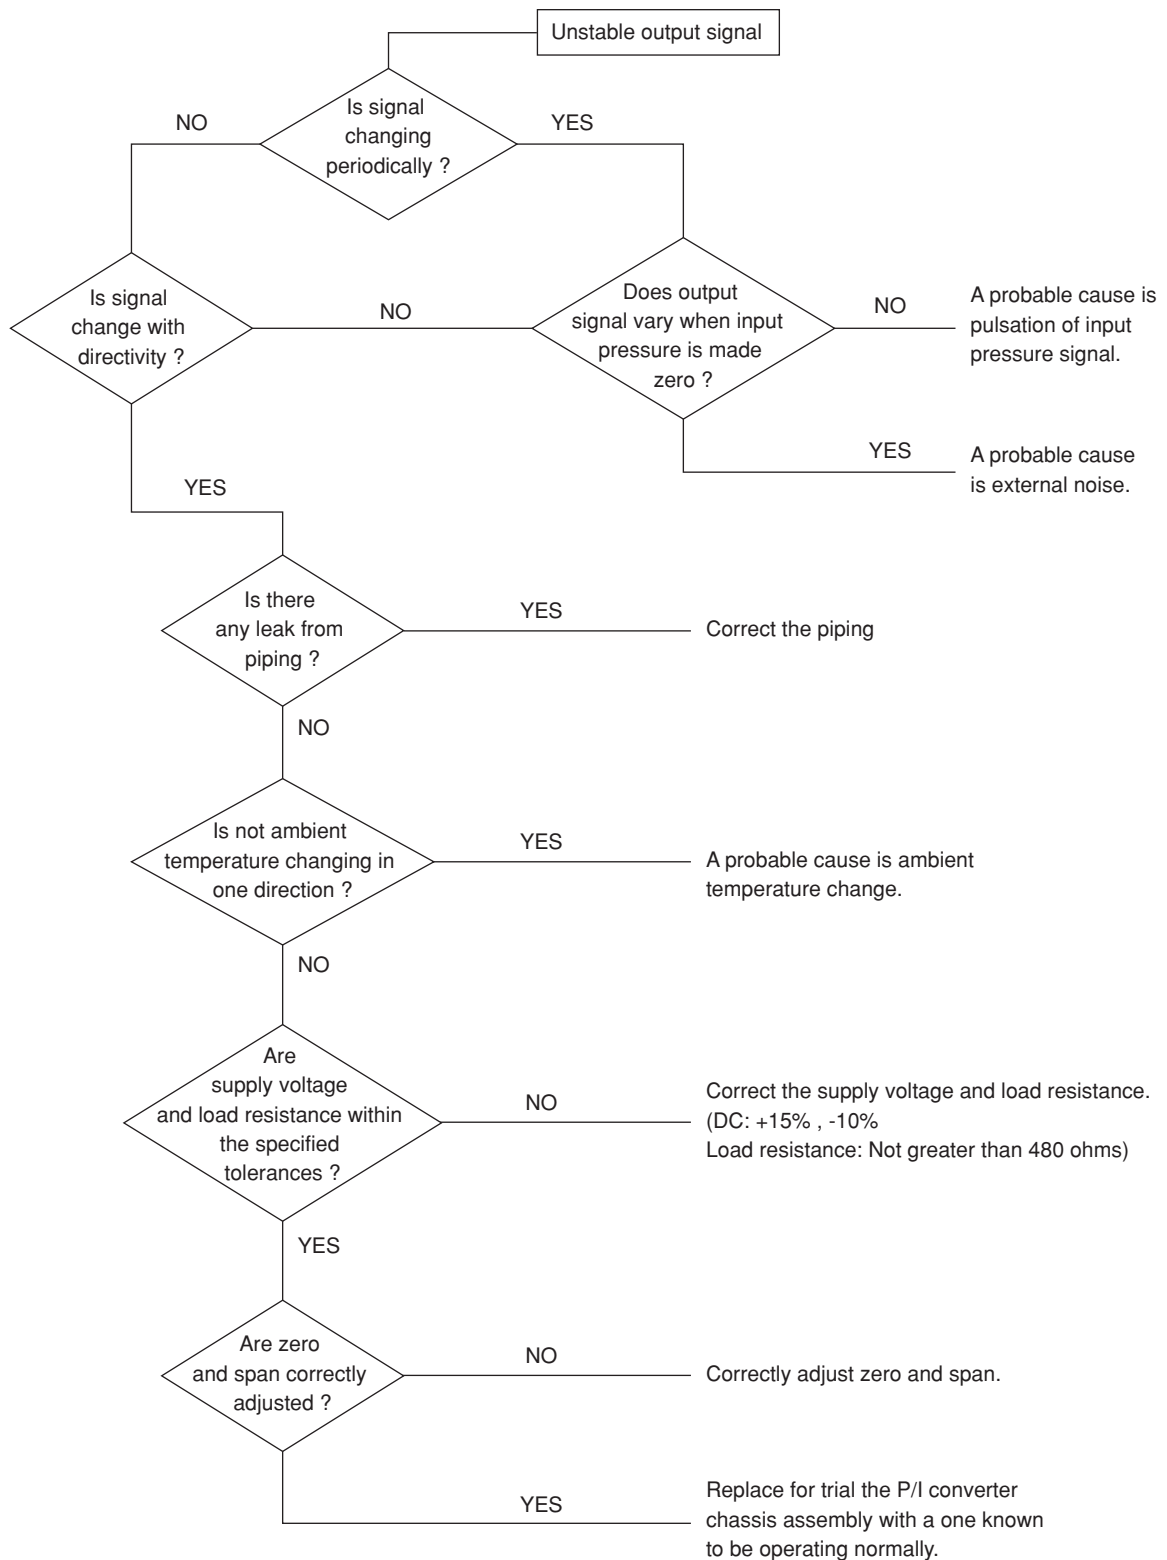 Unstable output signal
Is signal
changing
periodically ?
NO
YES
Is signal
change with
directivity ?
NO
Does output
signal vary when input
pressure is made
zero ?
NO
A probable cause is
pulsation of input
pressure signal.
YES
A probable cause
is external noise.
YES
Is there
any leak from
piping ?
YES
Correct the piping
NO
Is not ambient
temperature changing in
one direction ?
YES
A probable cause is ambient
temperature change.
NO
Are
supply voltage
and load resistance within
the specified
tolerances ?
NO
Correct the supply voltage and load resistance.
(DC: +15% , -10%
Load resistance: Not greater than 480 ohms)
YES
Are zero
and span correctly
adjusted ?
NO
Correctly adjust zero and span.
YES
Replace for trial the P/I converter
chassis assembly with a one known
to be operating normally.